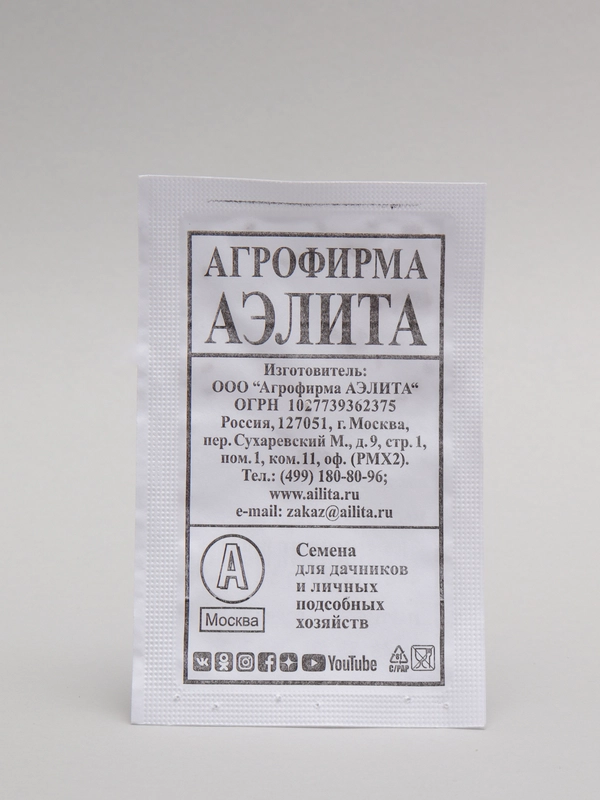 АГРОФИРМА
АЭЛИТА
Изготовитель:
ООО “Агрофирма АЭЛИТА“
ОГРН 1027739362375
Россия, 127051, г. Москва,
пер. Сухаревский М., д. 9, стр. 1,
пом. 1, ком. 11, оф. (РМХ2).
Тел.: (499) 180-80-96;
www.ailita.ru
e-mail: zakaz@ailita.ru
А
Москва
Семена
для дачников
и личных
подсобных
хозяйств
YouTube
C/PAP